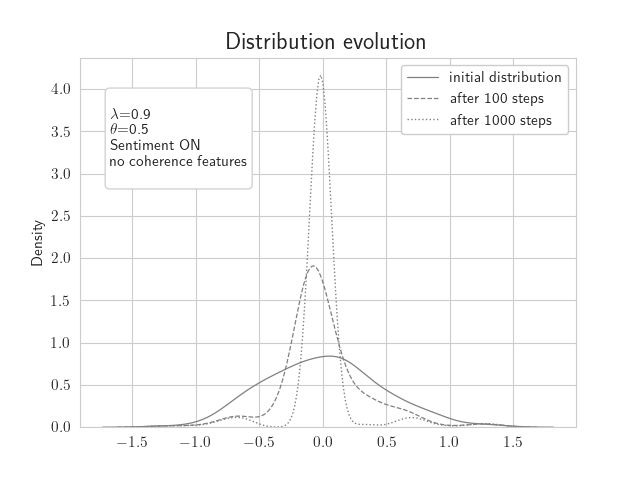 Distribution evolution
initial distribution
after 100 steps
after 1000 steps
λ=0.9
θ=0.5
Sentiment ON
no coherence features
Density
4.0
3.5
3.0
2.5
2.0
1.5
1.0
0.5
0.0
−1.5 −1.0 −0.5 0.0 0.5 1.0 1.5